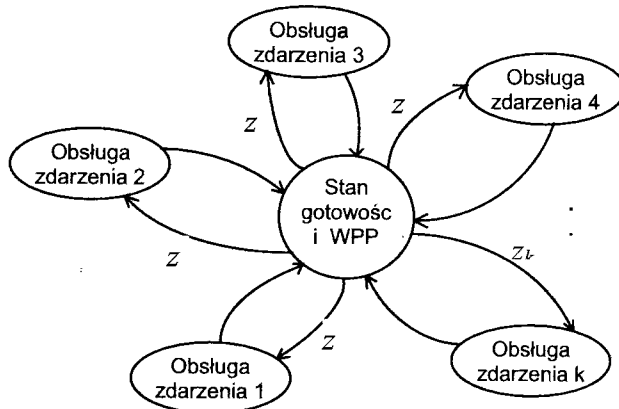 Obsługa
zdarzenia 3
Obsługa
zdarzenia 4
z
z
Obsługa
zdarzenia 2
Stan
gotowośc
i WPP
z
z
Obsługa
zdarzenia 1
Obsługa
zdarzenia k